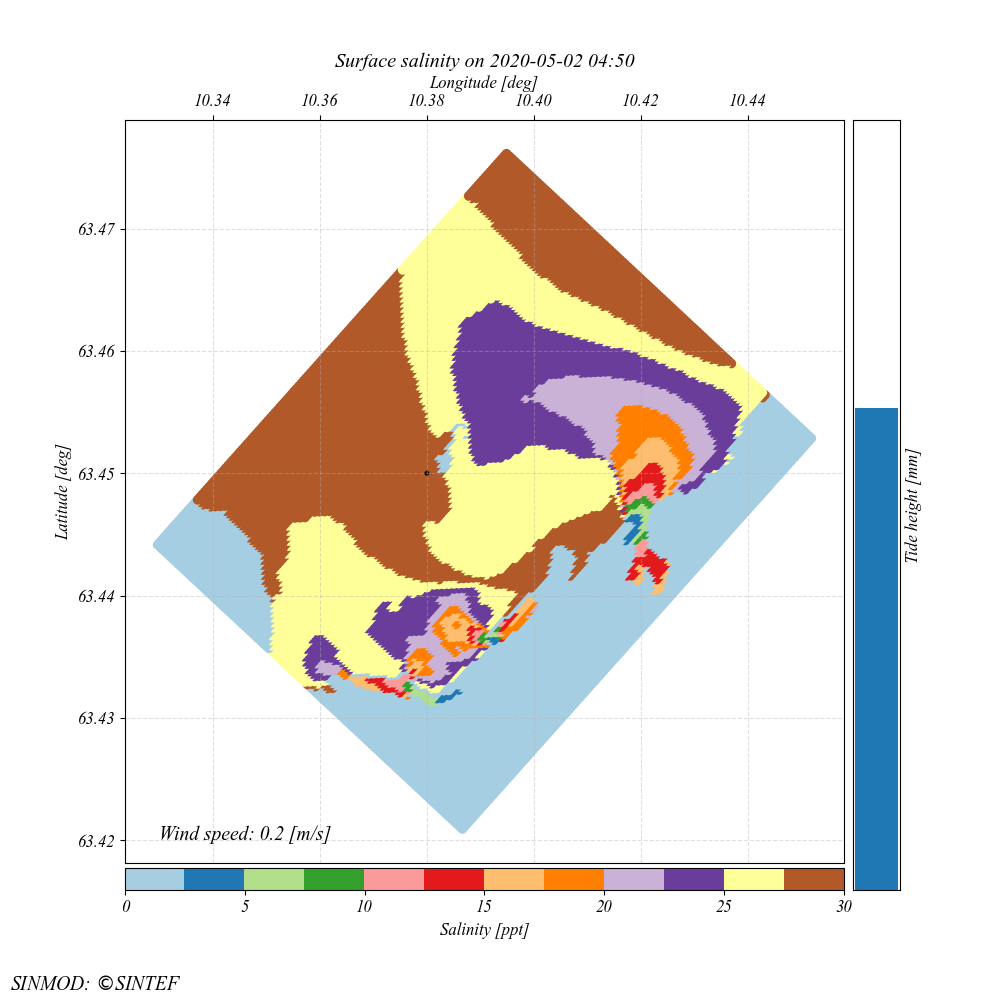 Surface salinity on 2020-05-02 04:50
Longitude [deg]
10.34 10.36 10.38 10.40 10.42 10.44
63.47
63.46
63.45
63.44
63.43
63.42
Latitude [deg]
Tide height [mm]
Wind speed: 0.2 [m/s]
0 5 10 15 20 25 30
Salinity [ppt]
SINMOD: ©SINTEF